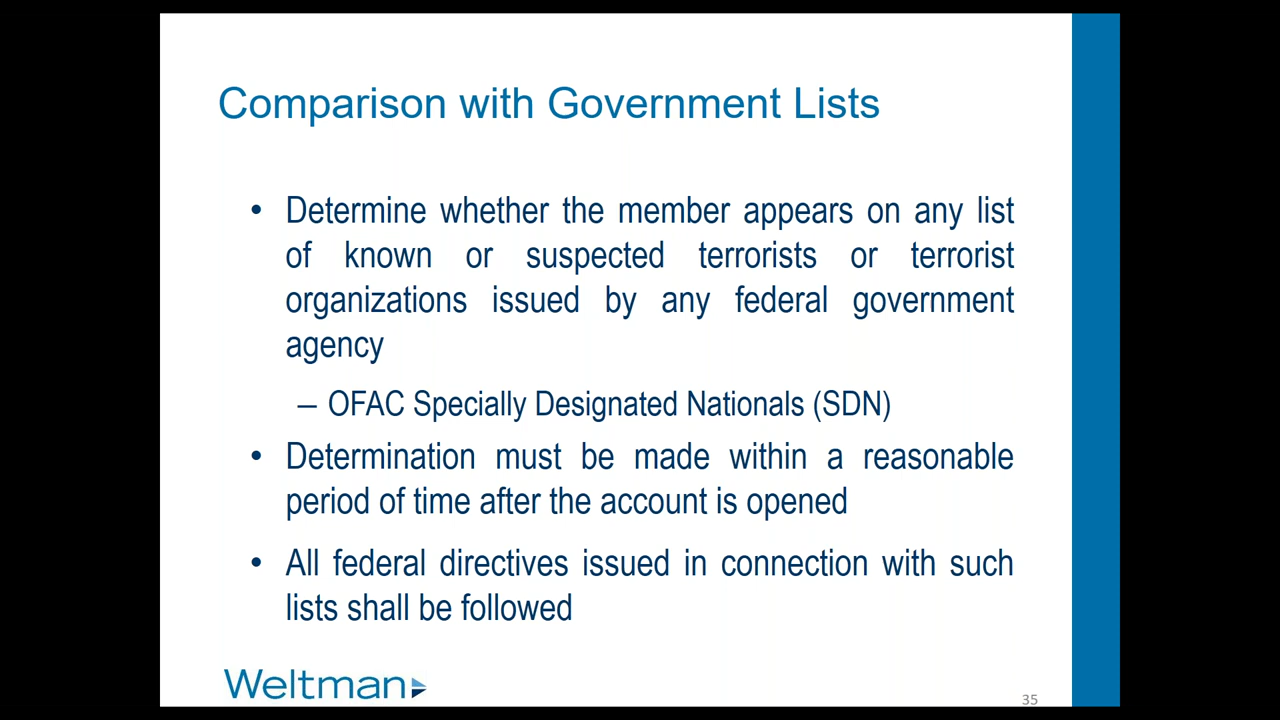 Comparison with Government Lists
• Determine whether the member appears on any list
of known or suspected terrorists or terrorist
organizations issued by any federal government
agency
– OFAC Specially Designated Nationals (SDN)
• Determination must be made within a reasonable
period of time after the account is opened
• All federal directives issued in connection with such
lists shall be followed
Weltman
35